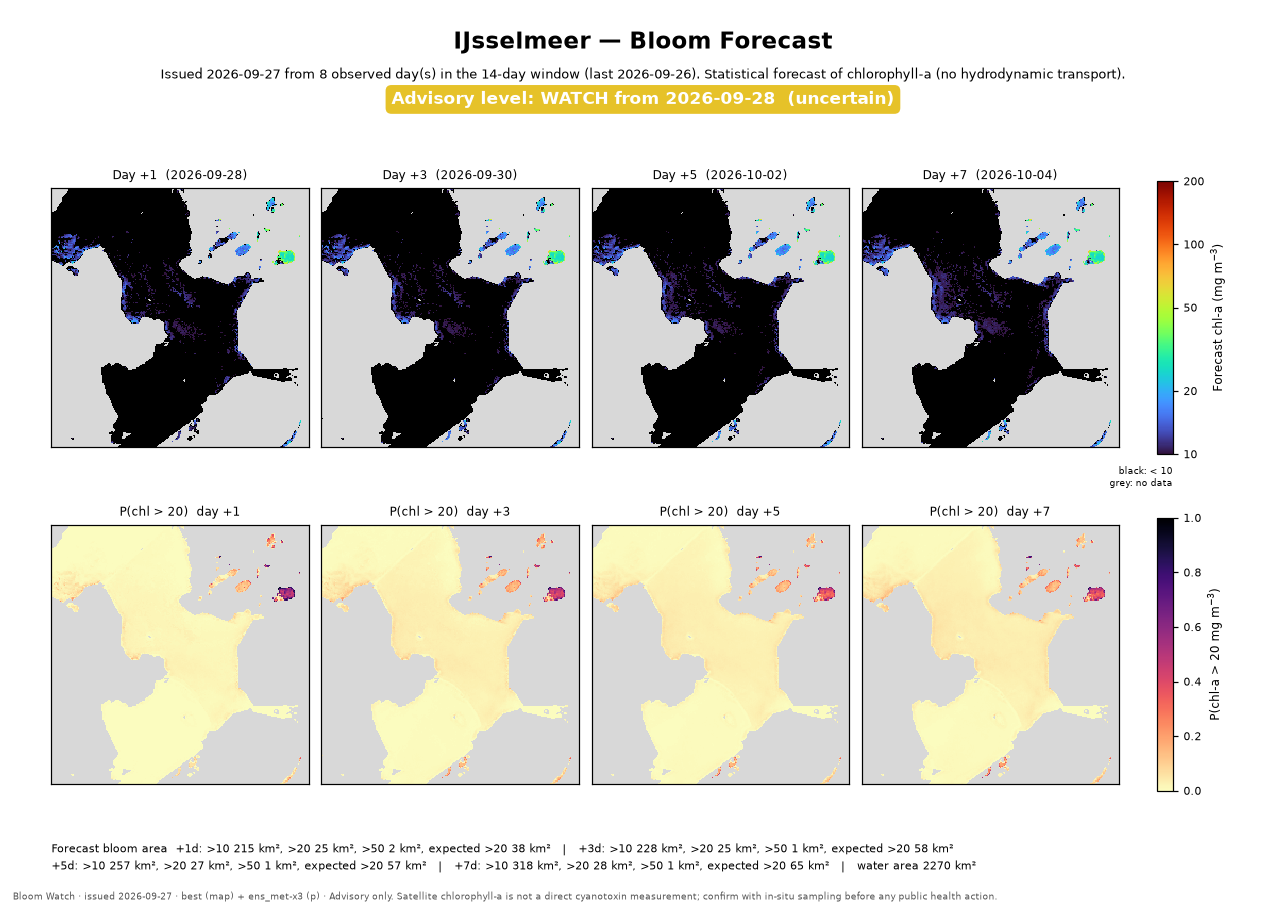 IJsselmeer — Bloom Forecast
Issued 2026-09-27 from 8 observed day(s) in the 14-day window (last 2026-09-26). Statistical forecast of chlorophyll-a (no hydrodynamic transport).
Advisory level: WATCH from 2026-09-28  (uncertain)
Day +1  (2026-09-28)
Day +3  (2026-09-30)
Day +5  (2026-10-02)
Day +7  (2026-10-04)
200
100
50
20
10
Forecast chl-a (mg m⁻³)
black: < 10
grey: no data
P(chl > 20)  day +1
P(chl > 20)  day +3
P(chl > 20)  day +5
P(chl > 20)  day +7
1.0
0.8
0.6
0.4
0.2
0.0
P(chl-a > 20 mg m⁻³)
Forecast bloom area  +1d: >10 215 km², >20 25 km², >50 2 km², expected >20 38 km²   |   +3d: >10 228 km², >20 25 km², >50 1 km², expected >20 58 km²
+5d: >10 257 km², >20 27 km², >50 1 km², expected >20 57 km²   |   +7d: >10 318 km², >20 28 km², >50 1 km², expected >20 65 km²   |   water area 2270 km²
Bloom Watch · issued 2026-09-27 · best (map) + ens_met-x3 (p) · Advisory only. Satellite chlorophyll-a is not a direct cyanotoxin measurement; confirm with in-situ sampling before any public health action.